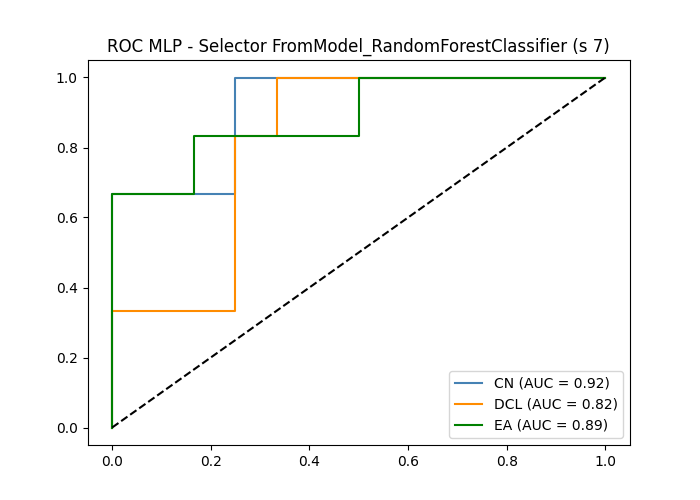 ROC MLP - Selector FromModel_RandomForestClassifier (s 7)
1.0
0.8
0.6
0.4
0.2
0.0
CN (AUC = 0.92)
DCL (AUC = 0.82)
EA (AUC = 0.89)
0.0 0.2 0.4 0.6 0.8 1.0